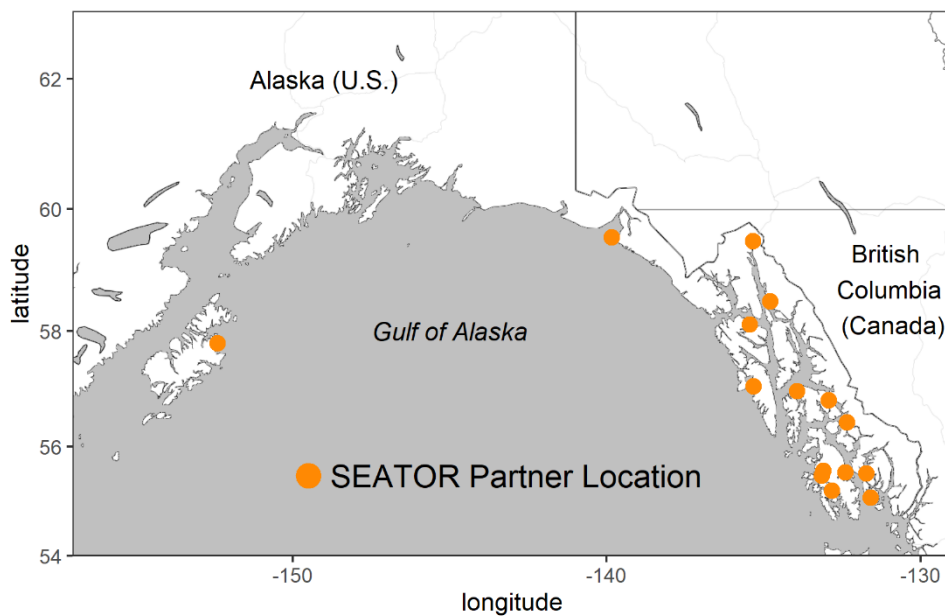 62
Alaska (U.S.)
60
British
Columbia
(Canada)
latitude
58
Gulf of Alaska
56
SEATOR Partner Location
54
-150
-140
-130
longitude